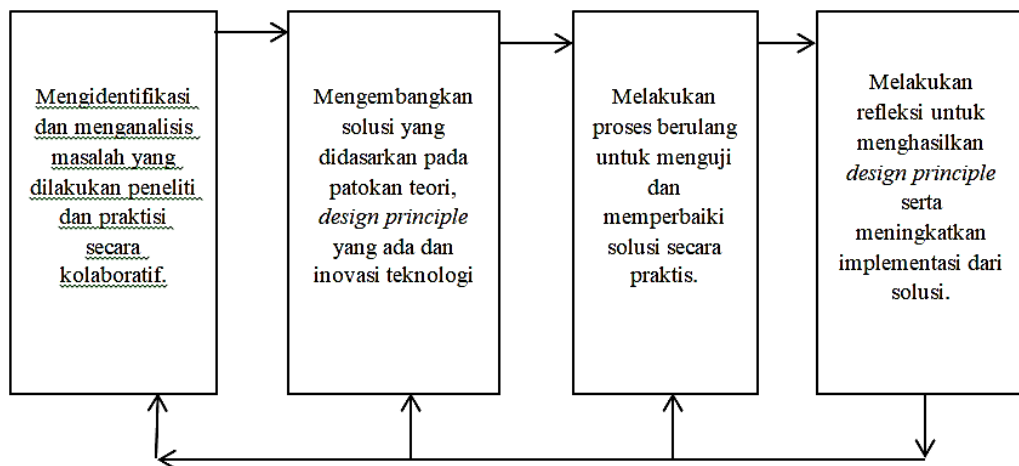 Mengidentifikasi
dan menganalisis
masalah yang
dilakukan peneliti
dan praktisi
secara
kolaboratif.
Mengembangkan
solusi yang
didasarkan pada
patokan teori,
design principle
yang ada dan
inovasi teknologi
Melakukan
proses berulang
untuk menguji
dan
memperbaiki
solusi secara
praktis.
Melakukan
refleksi untuk
menghasilkan
design principle
serta
meningkatkan
implementasi dari
solusi.